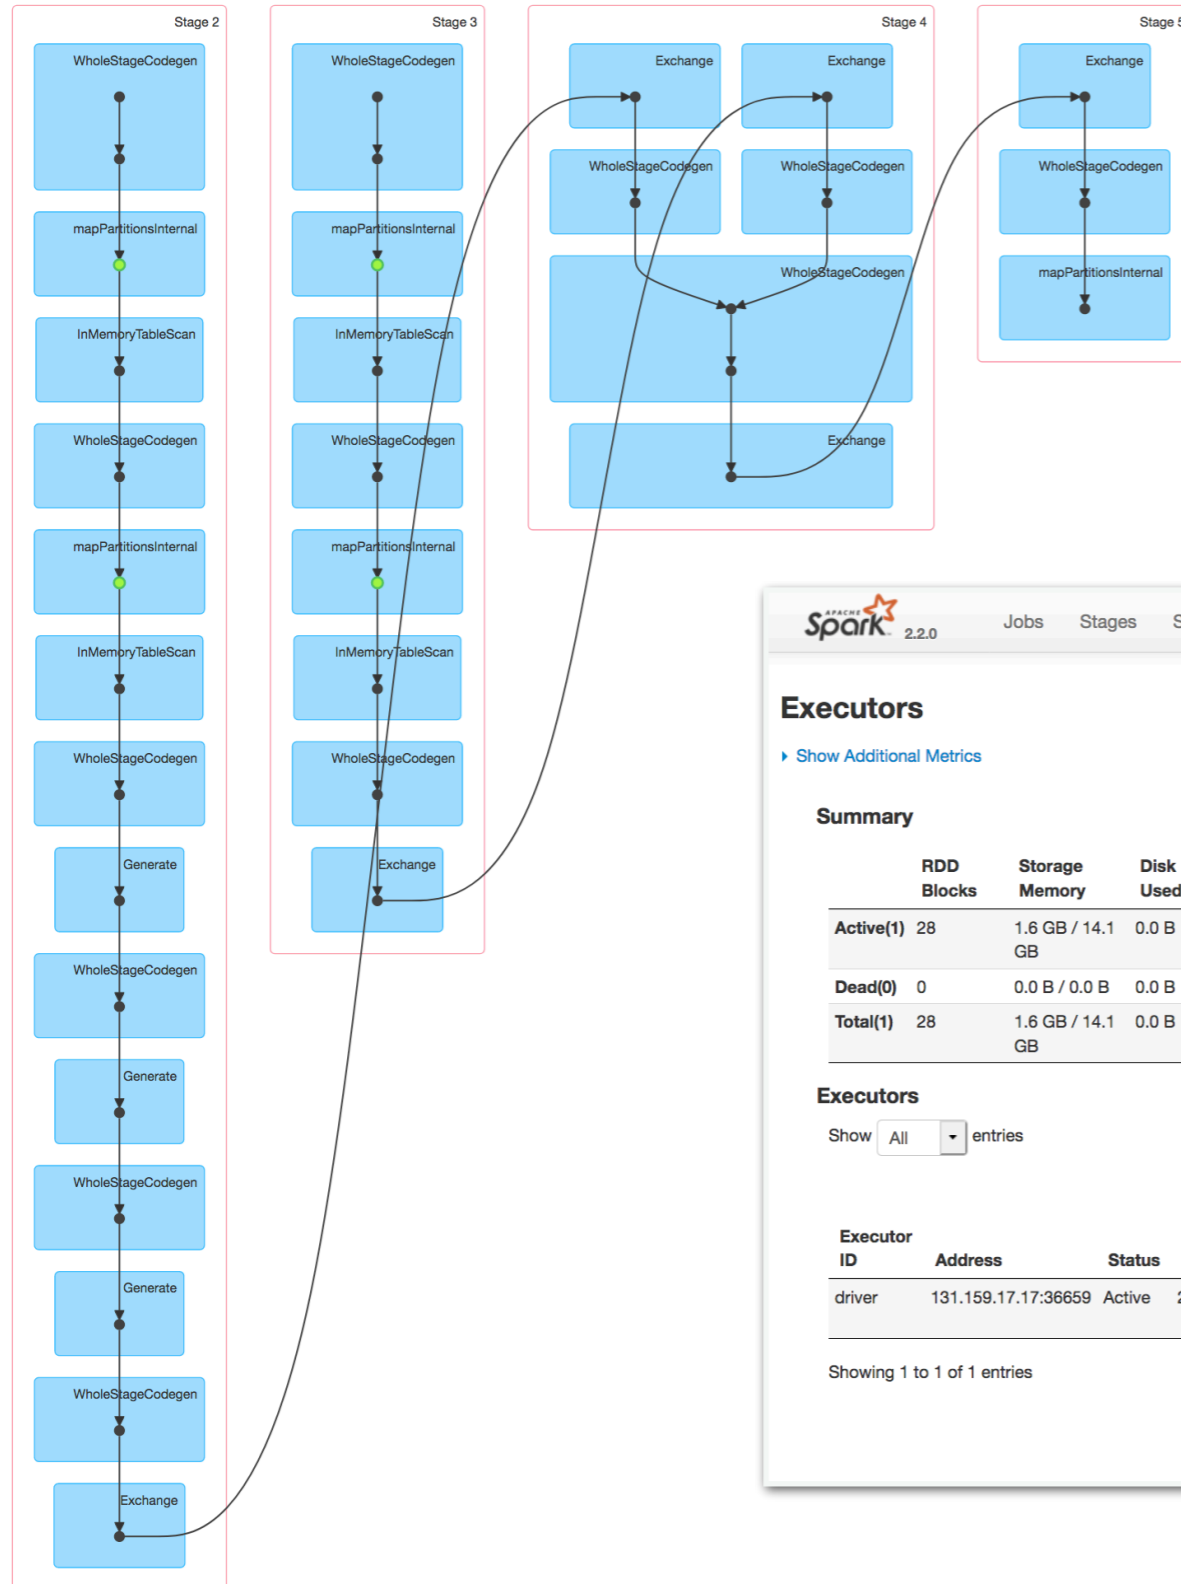 Stage 2
WholeStageCodegen
mapPartitionsInternal
InMemoryTableScan
WholeStageCodegen
mapPartitionsInternal
InMemoryTableScan
WholeStageCodegen
Generate
WholeStageCodegen
Generate
WholeStageCodegen
Generate
WholeStageCodegen
Exchange
Stage 3
WholeStageCodegen
mapPartitionsInternal
InMemoryTableScan
WholeStageCodegen
mapPartitionsInternal
InMemoryTableScan
WholeStageCodegen
Exchange
Stage 4
Exchange Exchange
WholeStageCodegen WholeStageCodegen
WholeStageCodegen
Exchange
Stage 5
Exchange
WholeStageCodegen
mapPartitionsInternal
APACHE
Spark 2.2.0 Jobs Stages S
Executors
Show Additional Metrics
Summary
RDD Storage Disk
Blocks Memory Used
Active(1) 28 1.6 GB / 14.1 0.0 B
GB
Dead(0) 0 0.0 B / 0.0 B 0.0 B
Total(1) 28 1.6 GB / 14.1 0.0 B
GB
Executors
Show All entries
Executor
ID Address Status
driver 131.159.17.17:36659 Active 2
Showing 1 to 1 of 1 entries